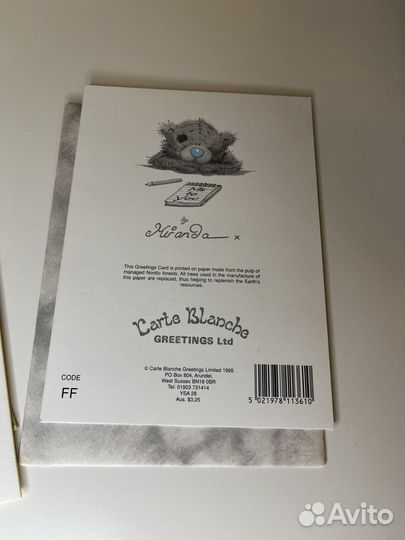 Me
to
you
by
Miranda x
This Greetings Card is printed on paper made from the pulp of
managed Nordic forests. All trees used in the manufacture of
this paper are replaced, thus helping to replenish the Earth's
resources.
Carte Blanche
GREETINGS Ltd
© Carte Blanche Greetings Limited 1995
PO Box 804, Arundel,
West Sussex BN18 0BR
Tel: 01903 731414
YSA 28
Aus. $3.25
CODE
FF
5 021978 113610
Avito